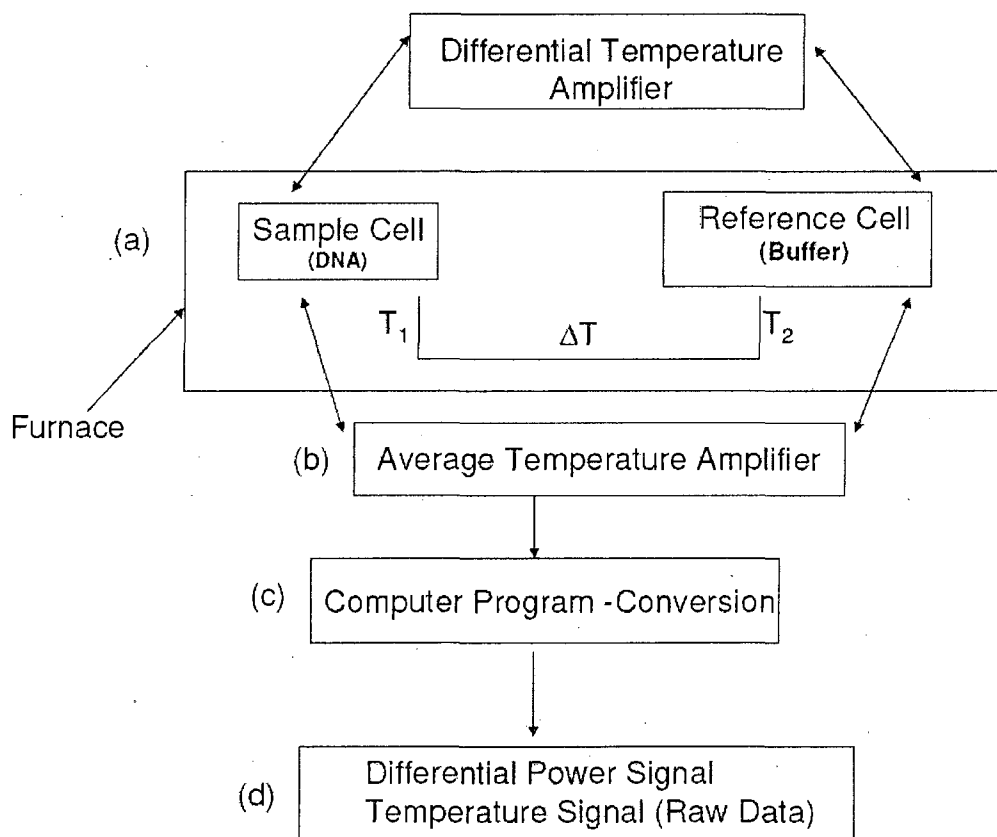 Differential Temperature
Amplifier
(a)
Sample Cell
(DNA)
Reference Cell
(Buffer)
T₁
ΔT
T₂
Furnace
(b)
Average Temperature Amplifier
(c)
Computer Program -Conversion
(d)
Differential Power Signal
Temperature Signal (Raw Data)